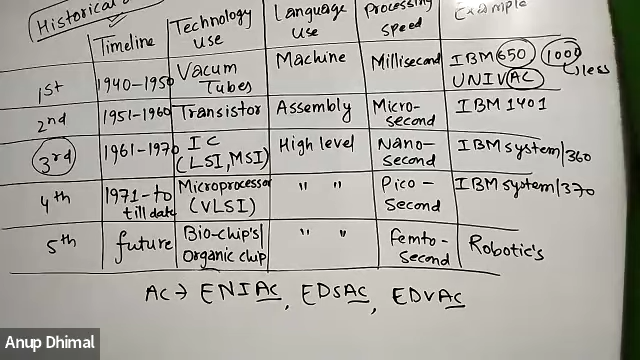 Historical
Timeline Technology use Language use Processing speed Example
1st 1940-1950 Vacum Tubes Machine Millisecond IBM 650 1000 less UNIVAC
2nd 1951-1960 Transistor Assembly Micro-second IBM 1401
3rd 1961-1970 IC (LSI, MSI) High level Nano-second IBM system/360
4th 1971-to till date Microprocessor (VLSI) " " Pico-Second IBM system/370
5th future Bio-chip's/ Organic chip " " femto-Second Robotic's
AC → ENIAC, EDSAC, EDVAC
Anup Dhimal